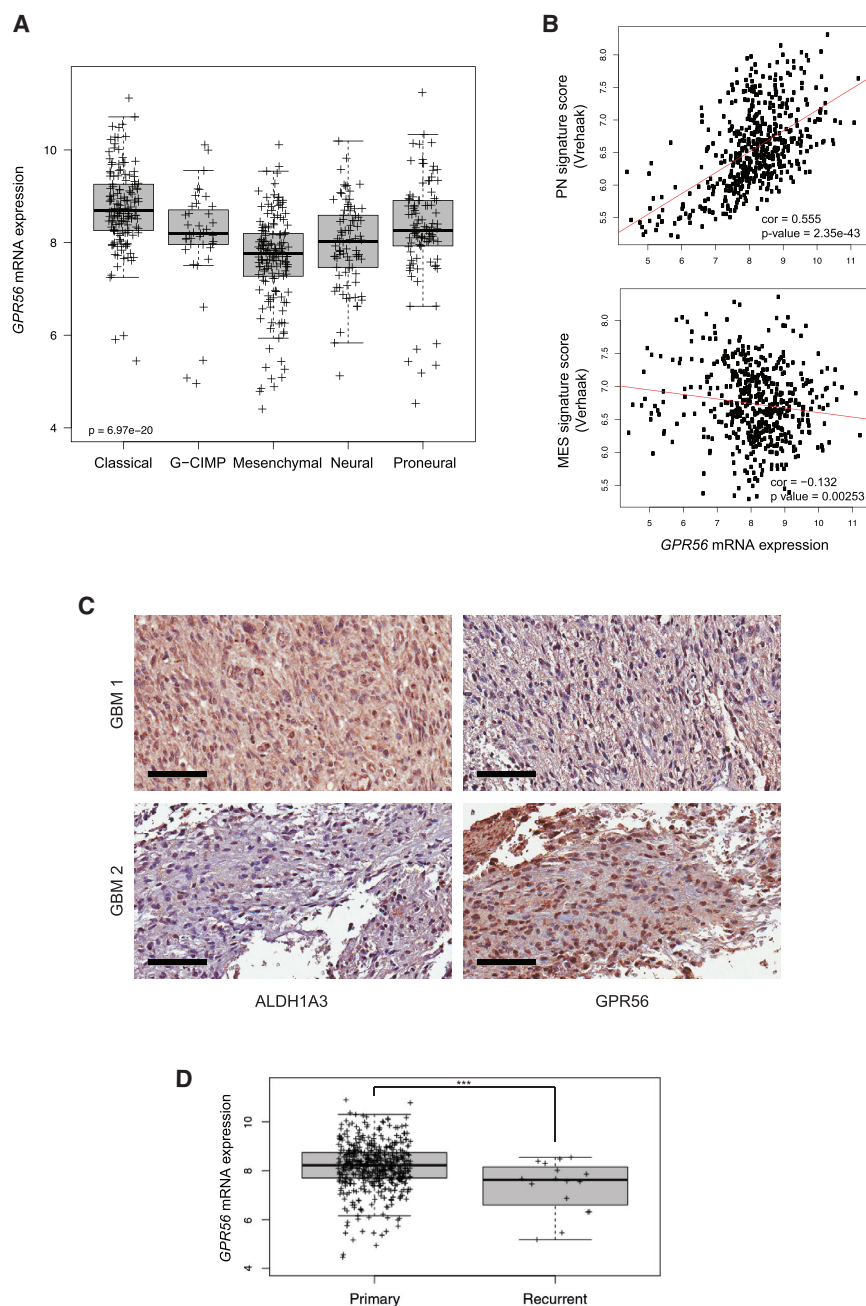 A
GPR56 mRNA expression
10
8
6
4
p = 6.97e−20
Classical G−CIMP Mesenchymal Neural Proneural
B
PN signature score
(Vrehaak)
8.0
7.5
7.0
6.5
6.0
5.5
cor = 0.555
p-value = 2.35e-43
5 6 7 8 9 10 11
MES signature score
(Verhaak)
8.0
7.5
7.0
6.5
6.0
5.5
cor = −0.132
p value = 0.00253
5 6 7 8 9 10 11
GPR56 mRNA expression
C
GBM 1
GBM 2
ALDH1A3 GPR56
D
GPR56 mRNA expression
10
8
6
4
***
Primary Recurrent